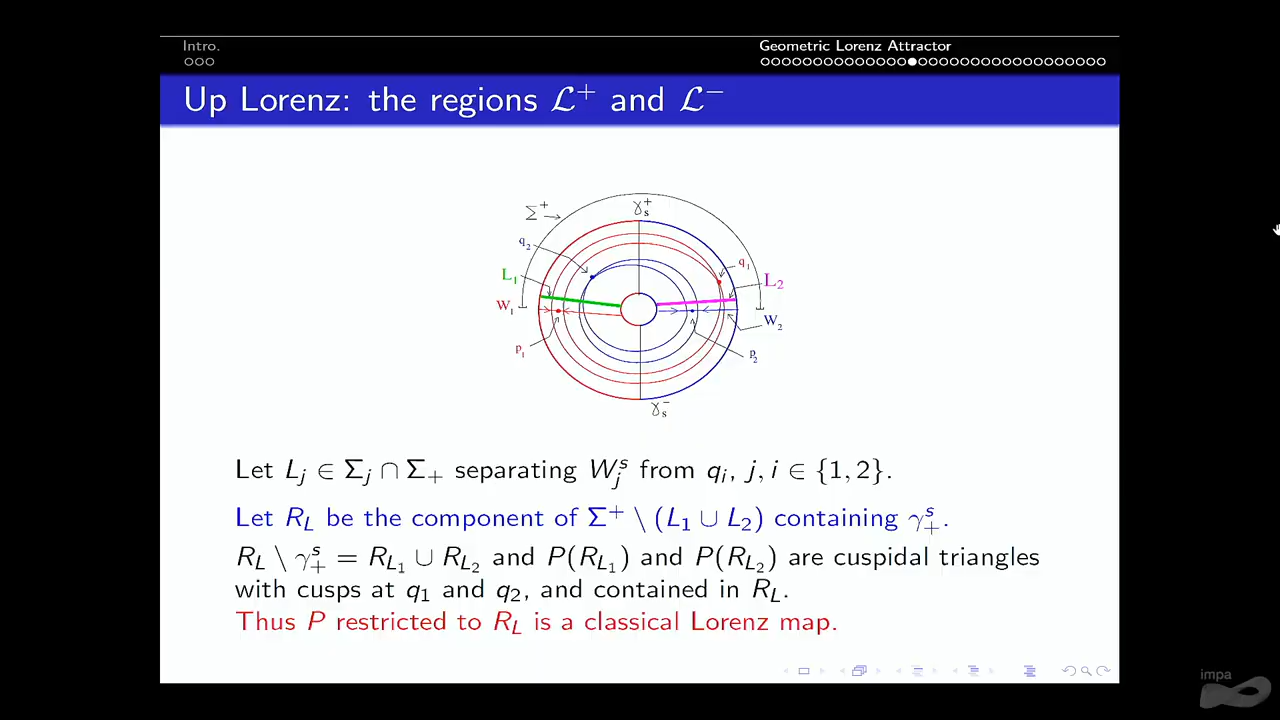 Intro.
Geometric Lorenz Attractor
Up Lorenz: the regions ℒ⁺ and ℒ⁻
Σ⁺
γₛ⁺
q₂
q₁
L₁
L₂
W₁
W₂
p₁
p₂
γₛ⁻
Let Lⱼ ∈ Σⱼ ∩ Σ₊ separating Wⱼˢ from qᵢ, j, i ∈ {1, 2}.
Let R_L be the component of Σ⁺ \ (L₁ ∪ L₂) containing γ₊ˢ.
R_L \ γ₊ˢ = R_{L₁} ∪ R_{L₂} and P(R_{L₁}) and P(R_{L₂}) are cuspidal triangles
with cusps at q₁ and q₂, and contained in R_L.
Thus P restricted to R_L is a classical Lorenz map.
impa